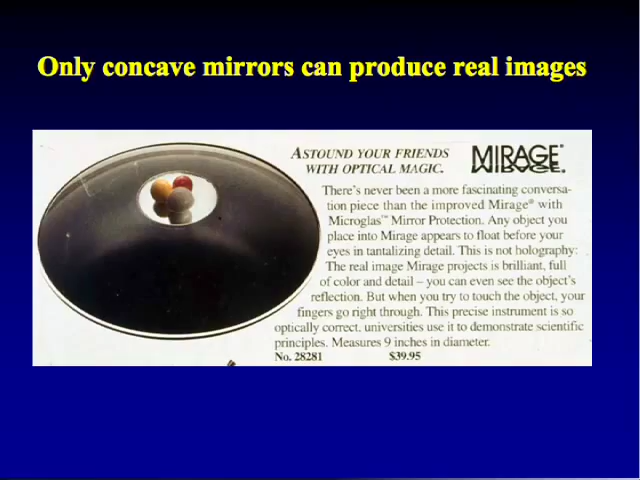 Only concave mirrors can produce real images
ASTOUND YOUR FRIENDS
WITH OPTICAL MAGIC.
MIRAGE®
There's never been a more fascinating conversa-
tion piece than the improved Mirage® with
Microglas™ Mirror Protection. Any object you
place into Mirage appears to float before your
eyes in tantalizing detail. This is not holography:
The real image Mirage projects is brilliant, full
of color and detail – you can even see the object's
reflection. But when you try to touch the object, your
fingers go right through. This precise instrument is so
optically correct, universities use it to demonstrate scientific
principles. Measures 9 inches in diameter.
No. 28281 $39.95